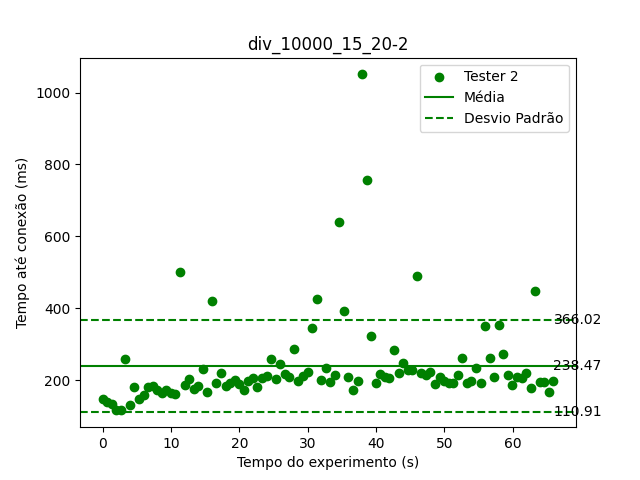 div_10000_15_20-2
Tester 2
Média
Desvio Padrão
Tempo até conexão (ms)
1000
800
600
400
200
366.02
238.47
110.91
0 10 20 30 40 50 60
Tempo do experimento (s)